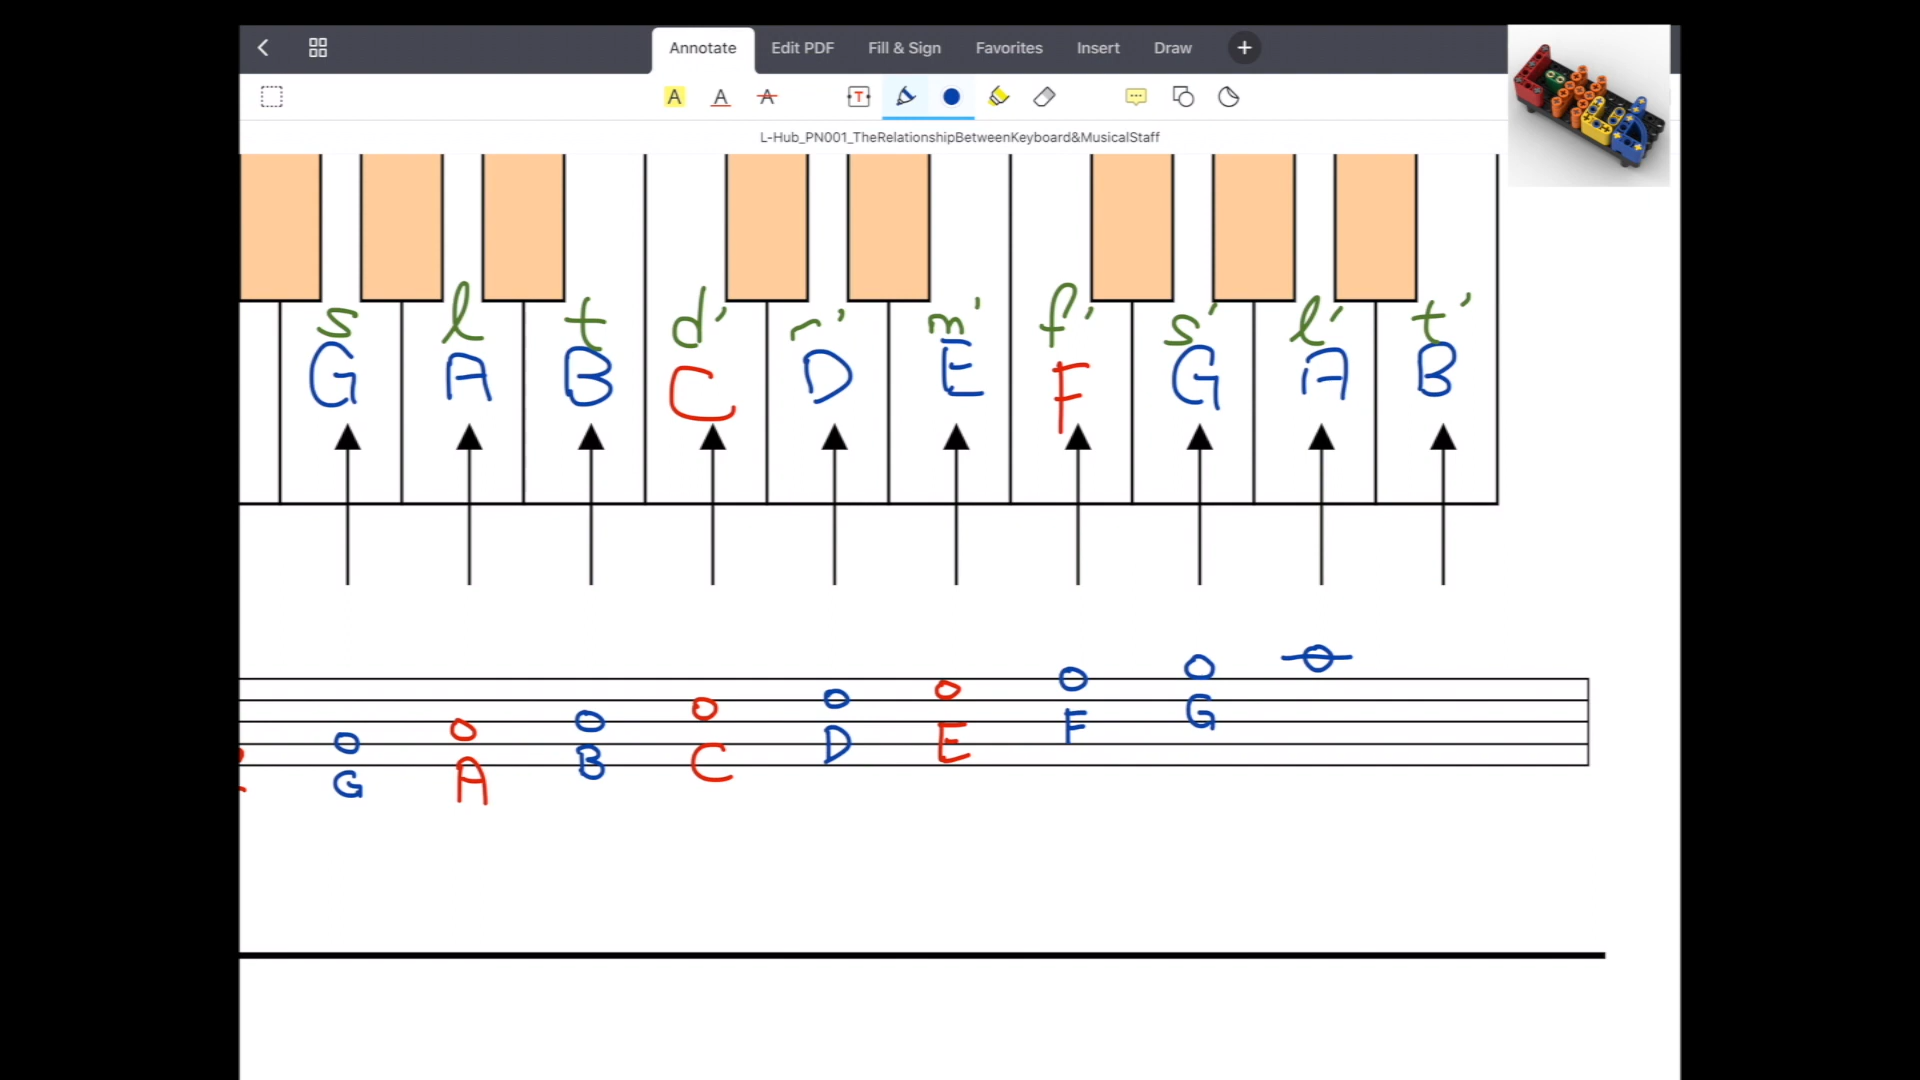 Annotate Edit PDF Fill & Sign Favorites Insert Draw
A A A T
L-Hub_PN001_TheRelationshipBetweenKeyboard&MusicalStaff
s l t d' r' m' f' s' l' t'
G A B C D E F G A B
G A B C D E F G